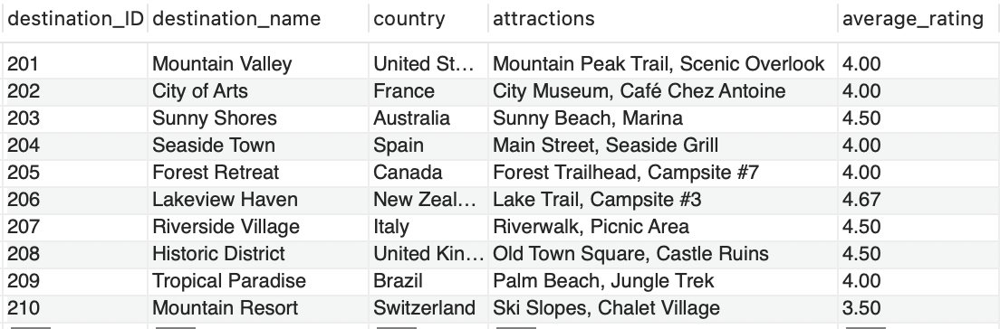 destination_ID destination_name country attractions average_rating
201 Mountain Valley United St... Mountain Peak Trail, Scenic Overlook 4.00
202 City of Arts France City Museum, Café Chez Antoine 4.00
203 Sunny Shores Australia Sunny Beach, Marina 4.50
204 Seaside Town Spain Main Street, Seaside Grill 4.00
205 Forest Retreat Canada Forest Trailhead, Campsite #7 4.00
206 Lakeview Haven New Zeal... Lake Trail, Campsite #3 4.67
207 Riverside Village Italy Riverwalk, Picnic Area 4.50
208 Historic District United Kin... Old Town Square, Castle Ruins 4.50
209 Tropical Paradise Brazil Palm Beach, Jungle Trek 4.00
210 Mountain Resort Switzerland Ski Slopes, Chalet Village 3.50